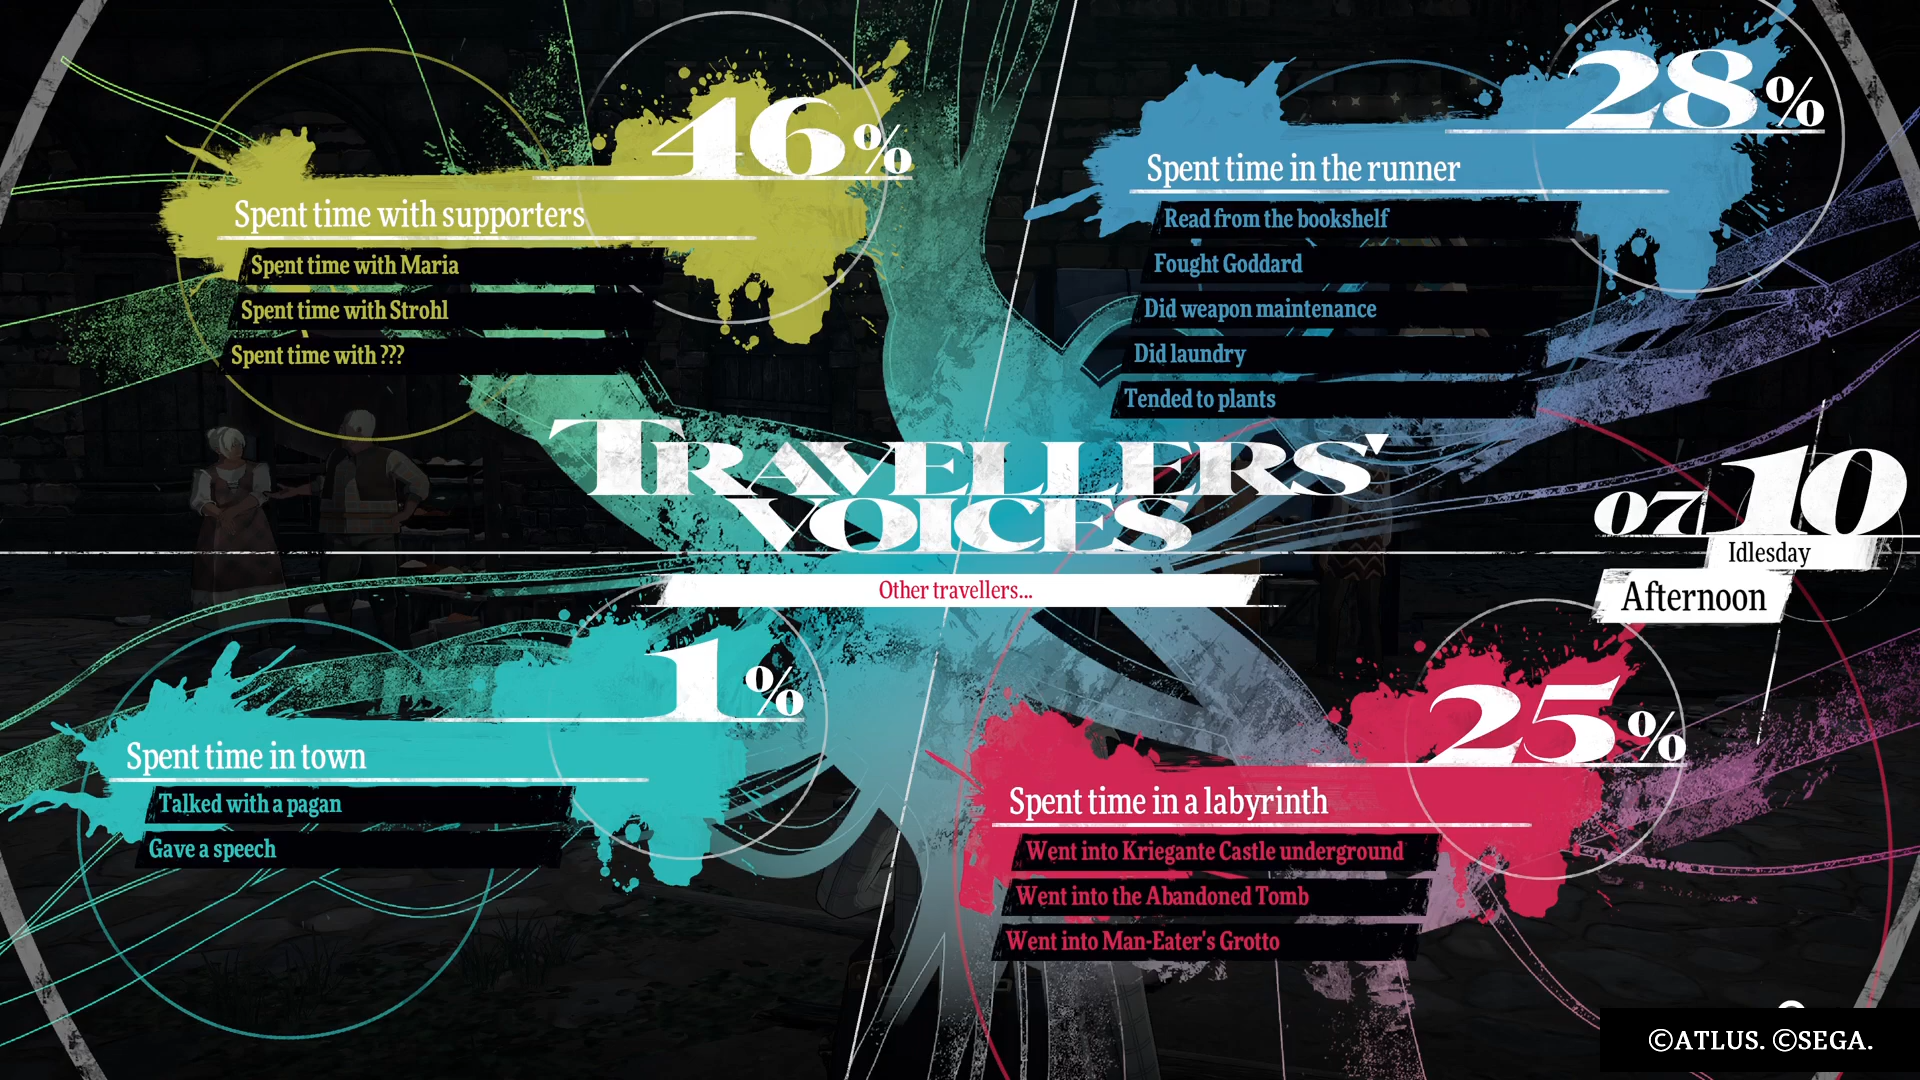 46%
Spent time with supporters
Spent time with Maria
Spent time with Strohl
Spent time with ???
28%
Spent time in the runner
Read from the bookshelf
Fought Goddard
Did weapon maintenance
Did laundry
Tended to plants
TRAVELLERS'
VOICES
Other travellers...
07/10
Idlesday
Afternoon
1%
Spent time in town
Talked with a pagan
Gave a speech
25%
Spent time in a labyrinth
Went into Kriegante Castle underground
Went into the Abandoned Tomb
Went into Man-Eater's Grotto
©ATLUS. ©SEGA.